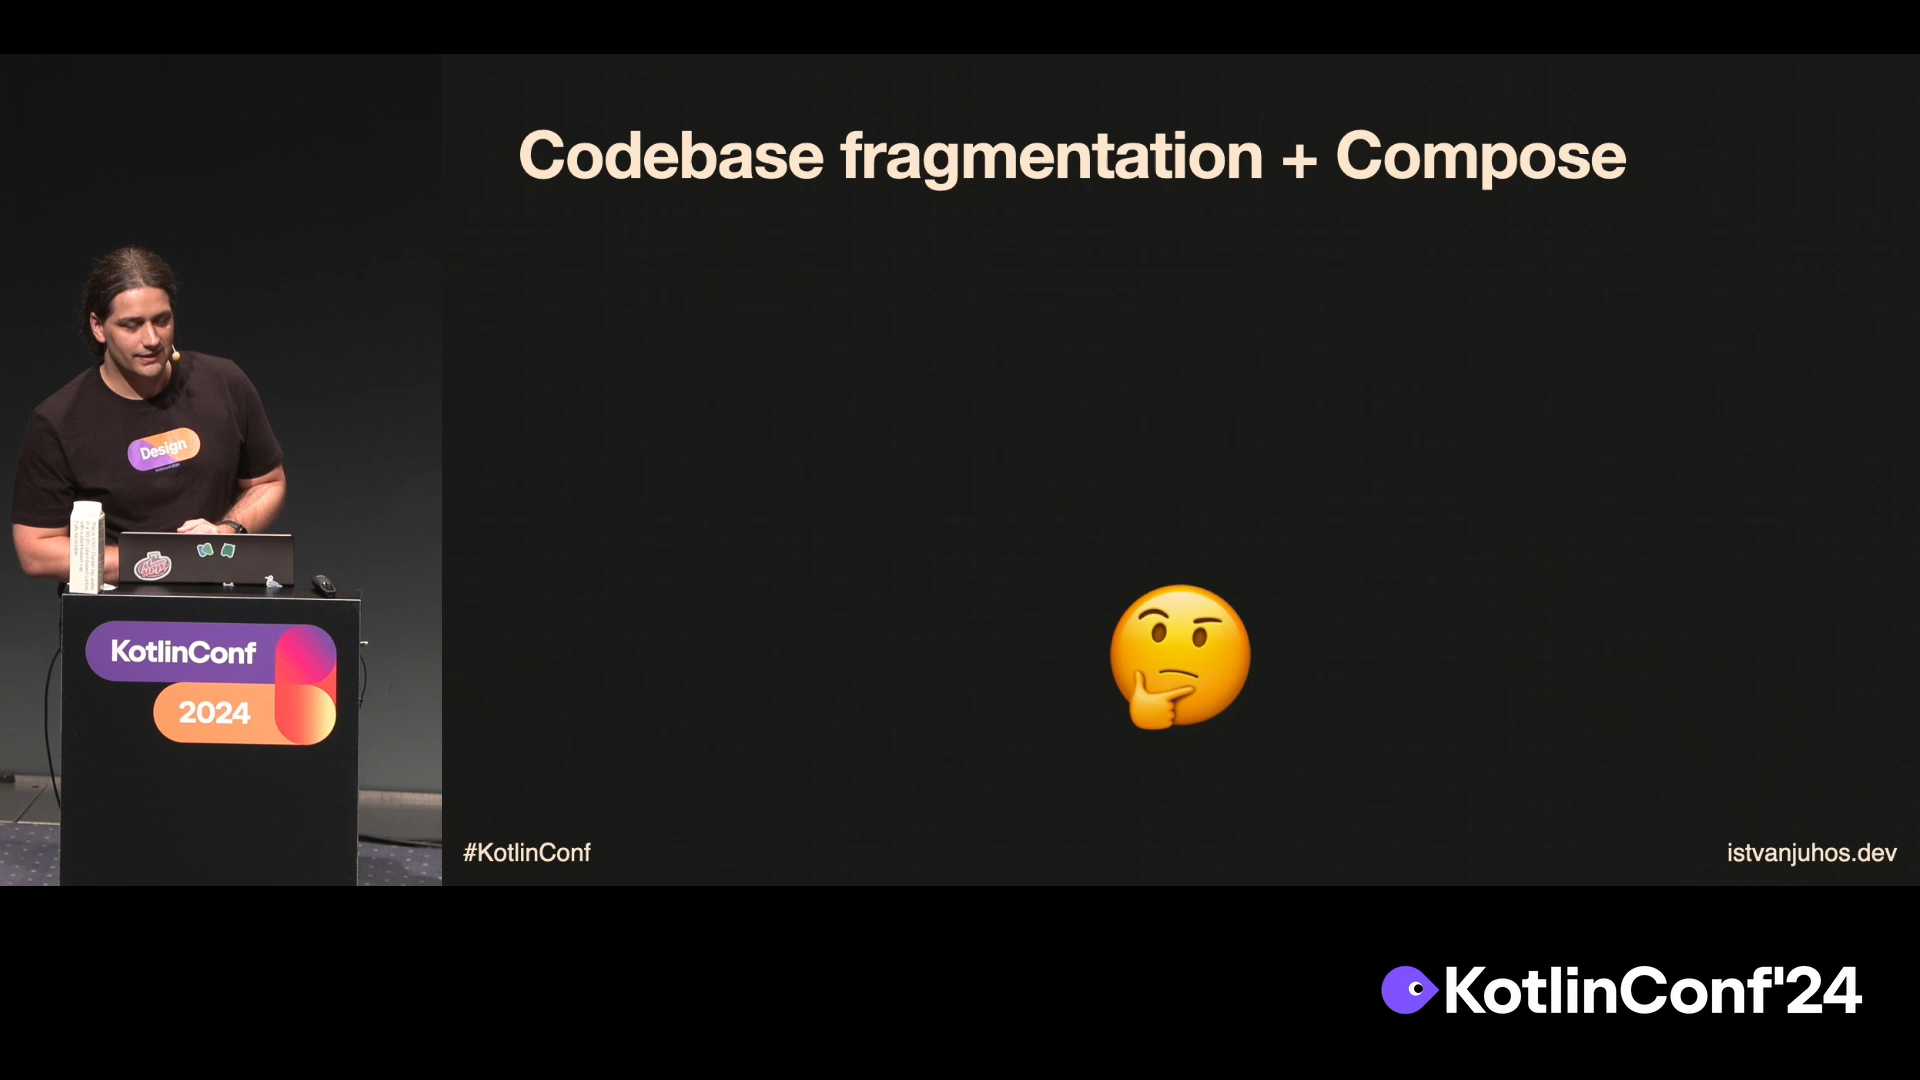 Codebase fragmentation + Compose
Design
KotlinConf
2024
#KotlinConf
istvanjuhos.dev
KotlinConf'24